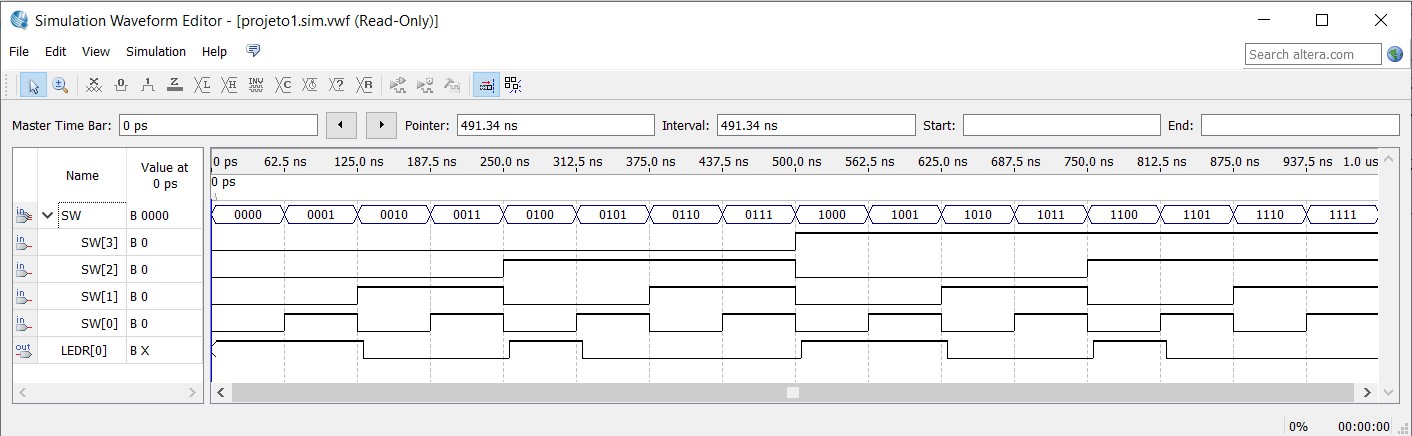 Simulation Waveform Editor - [projeto1.sim.vwf (Read-Only)]
File Edit View Simulation Help
Search altera.com
Master Time Bar: 0 ps Pointer: 491.34 ns Interval: 491.34 ns Start: End:
Name Value at 0 ps
0 ps 62.5 ns 125.0 ns 187.5 ns 250.0 ns 312.5 ns 375.0 ns 437.5 ns 500.0 ns 562.5 ns 625.0 ns 687.5 ns 750.0 ns 812.5 ns 875.0 ns 937.5 ns 1.0 us
0 ps
SW B 0000 0000 0001 0010 0011 0100 0101 0110 0111 1000 1001 1010 1011 1100 1101 1110 1111
SW[3] B 0
SW[2] B 0
SW[1] B 0
SW[0] B 0
LEDR[0] B X
0% 00:00:00